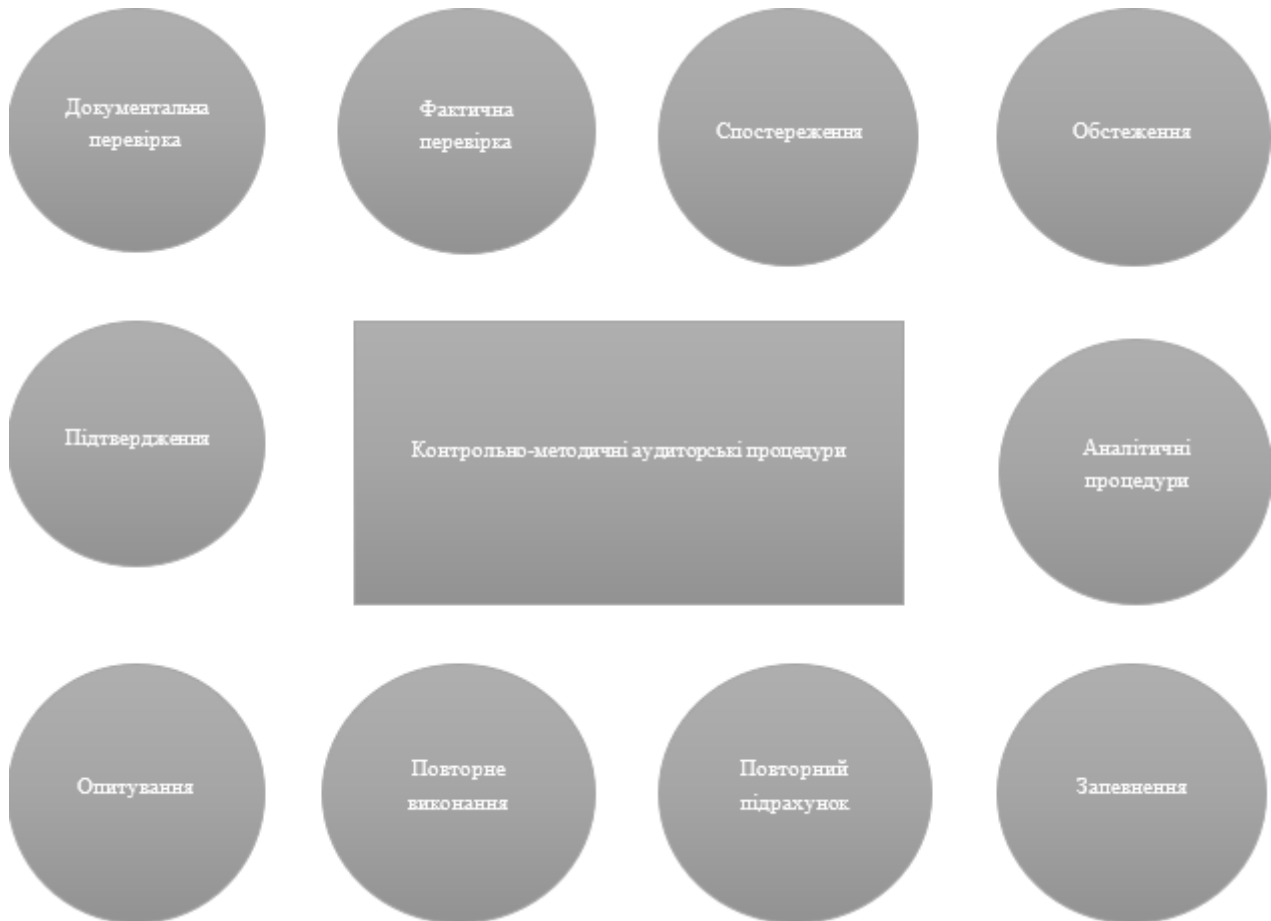 Документальна
перевірка
Фактична
перевірка
Спостереження
Обстеження
Підтвердження
Контрольно-методичні аудиторські процедури
Аналітичні
процедури
Опитування
Повторне
виконання
Повторний
підрахунок
Запевнення